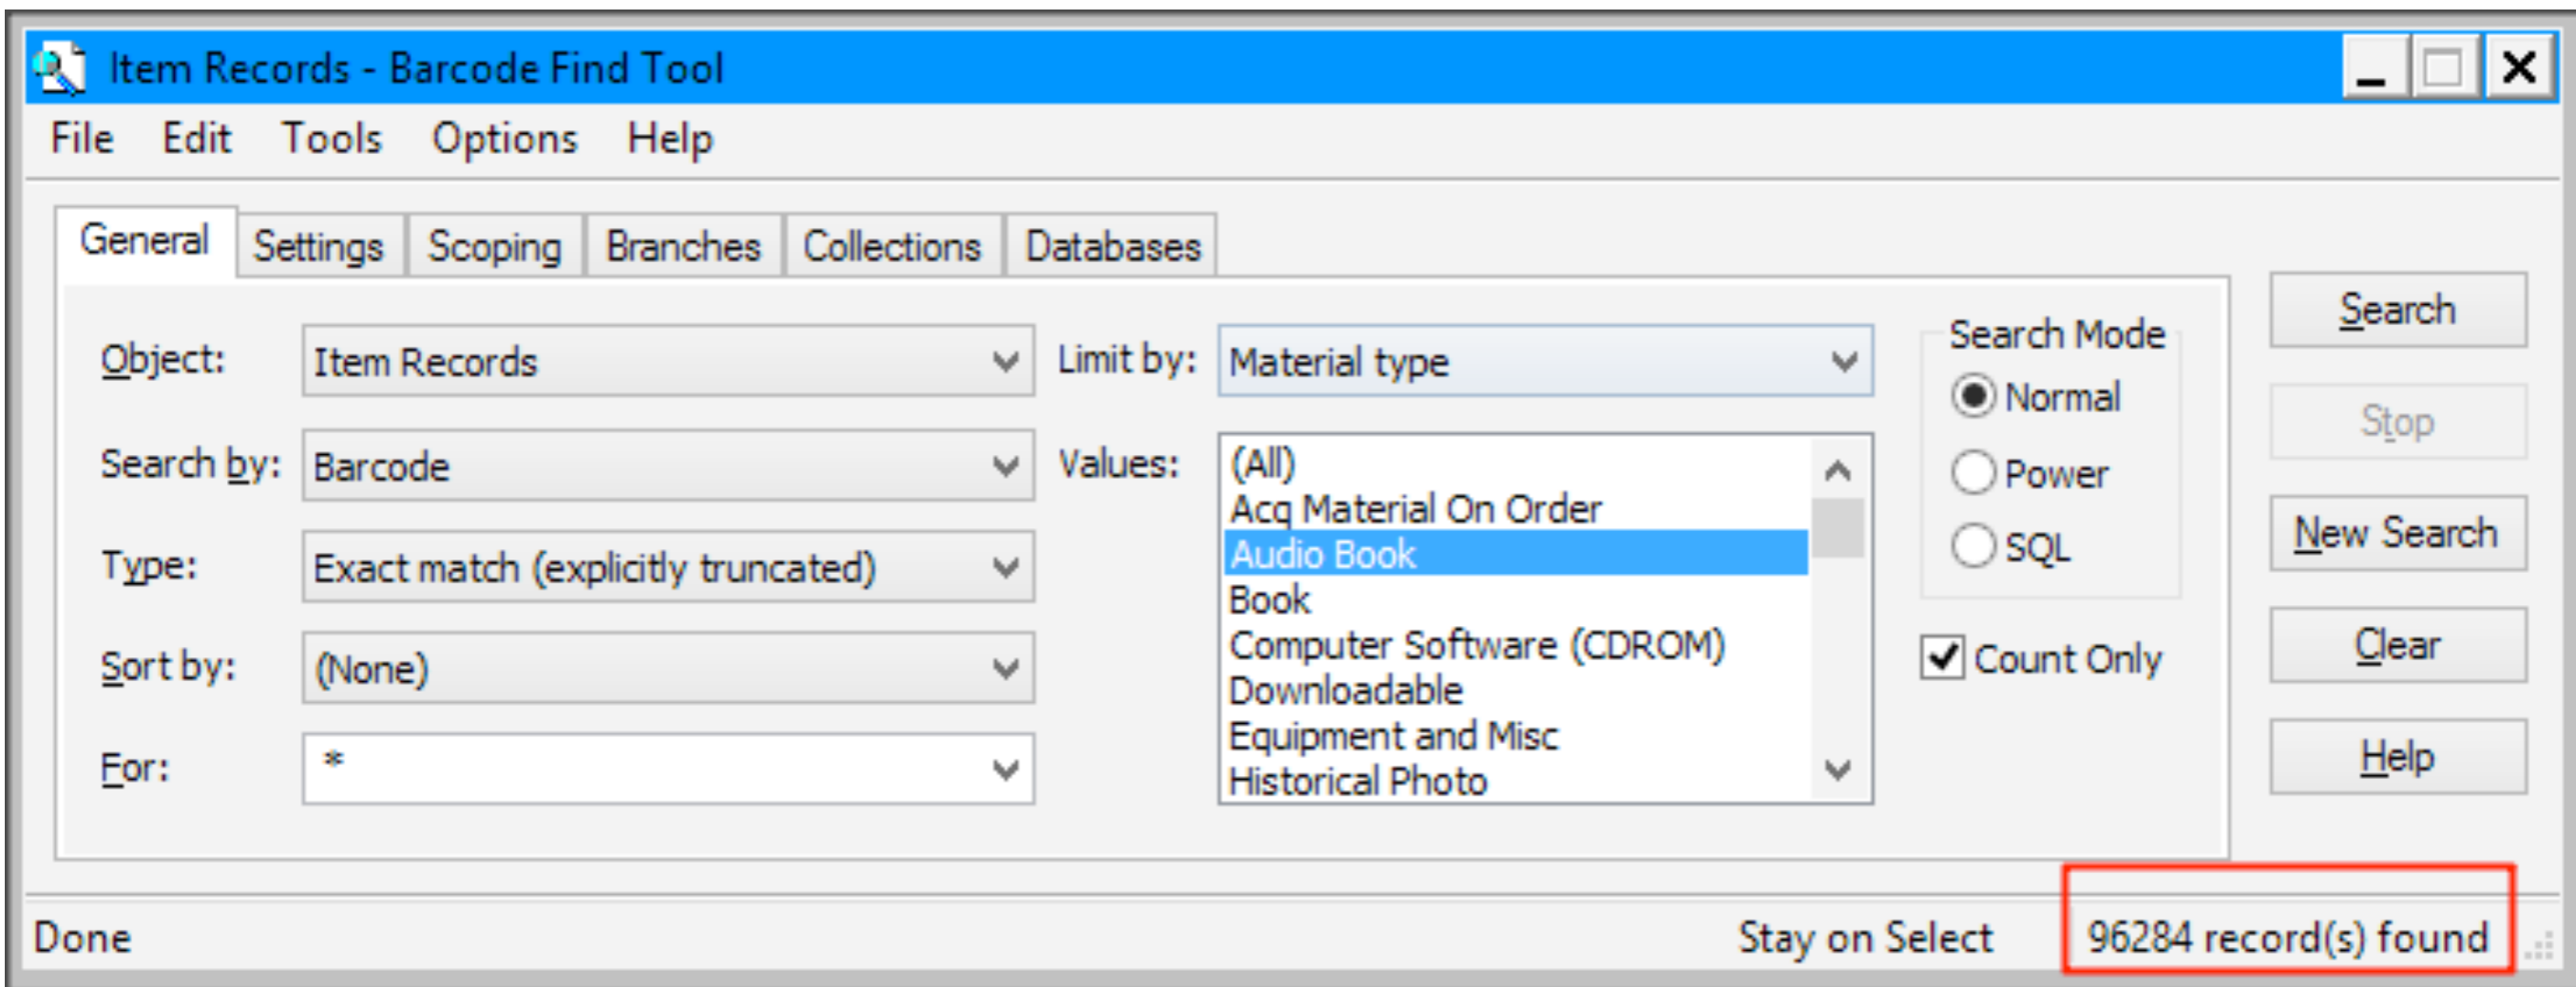 Item Records - Barcode Find Tool
File Edit Tools Options Help
General Settings Scoping Branches Collections Databases
Object: Item Records
Search by: Barcode
Type: Exact match (explicitly truncated)
Sort by: (None)
For: *
Limit by: Material type
Values: (All)
Acq Material On Order
Audio Book
Book
Computer Software (CDROM)
Downloadable
Equipment and Misc
Historical Photo
Search Mode
Normal
Power
SQL
Count Only
Search
Stop
New Search
Clear
Help
Done Stay on Select 96284 record(s) found